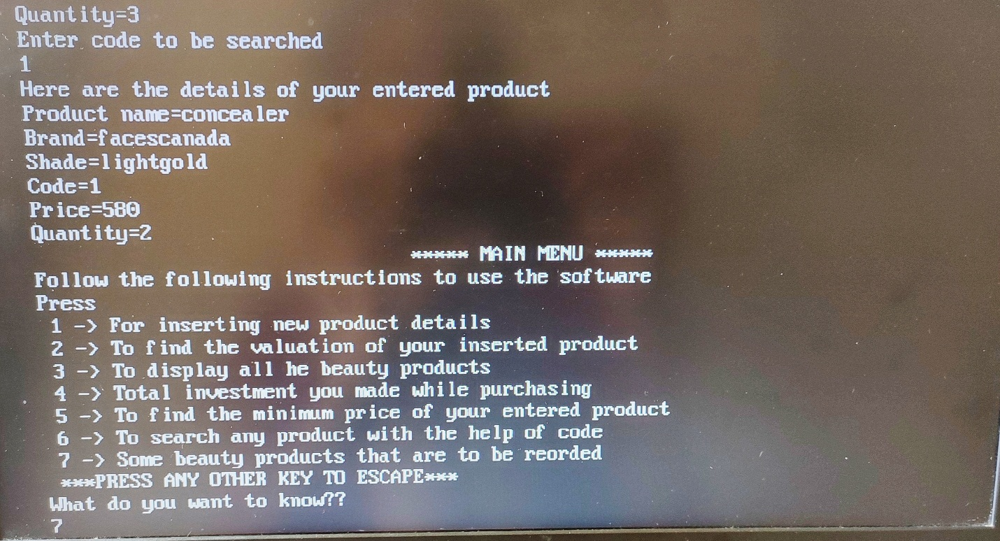 Quantity=3
Enter code to be searched
1
Here are the details of your entered product
Product name=concealer
Brand=facescanada
Shade=lightgold
Code=1
Price=580
Quantity=2
***** MAIN MENU *****
Follow the following instructions to use the software
Press
1 -> For inserting new product details
2 -> To find the valuation of your inserted product
3 -> To display all he beauty products
4 -> Total investment you made while purchasing
5 -> To find the minimum price of your entered product
6 -> To search any product with the help of code
7 -> Some beauty products that are to be reorded
***PRESS ANY OTHER KEY TO ESCAPE***
What do you want to know??
7